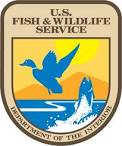 U.S.
FISH & WILDLIFE
SERVICE
DEPARTMENT OF THE INTERIOR